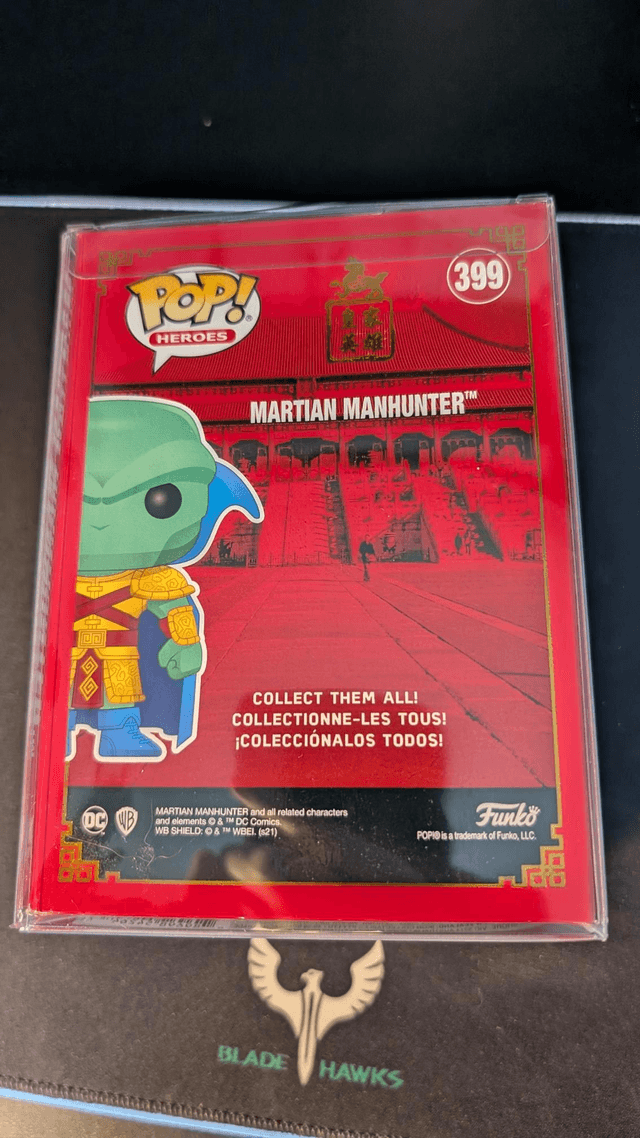 POP!
HEROES
399
皇家
英雄
MARTIAN MANHUNTER™
COLLECT THEM ALL!
COLLECTIONNE-LES TOUS!
¡COLECCIÓNALOS TODOS!
DC
WB
MARTIAN MANHUNTER and all related characters
and elements © & ™ DC Comics.
WB SHIELD: © & ™ WBEI. (s21)
Funko
POP!® is a trademark of Funko, LLC.
BLADE HAWKS